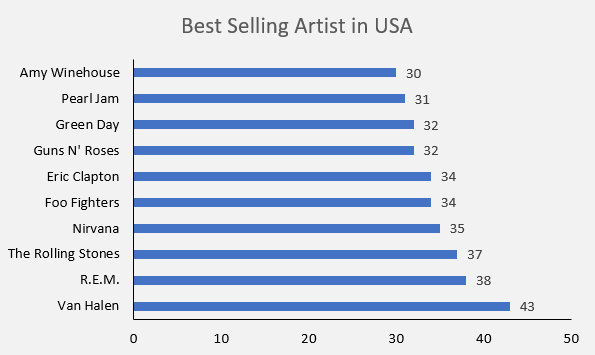 Best Selling Artist in USA
Amy Winehouse 30
Pearl Jam 31
Green Day 32
Guns N' Roses 32
Eric Clapton 34
Foo Fighters 34
Nirvana 35
The Rolling Stones 37
R.E.M. 38
Van Halen 43
0 10 20 30 40 50